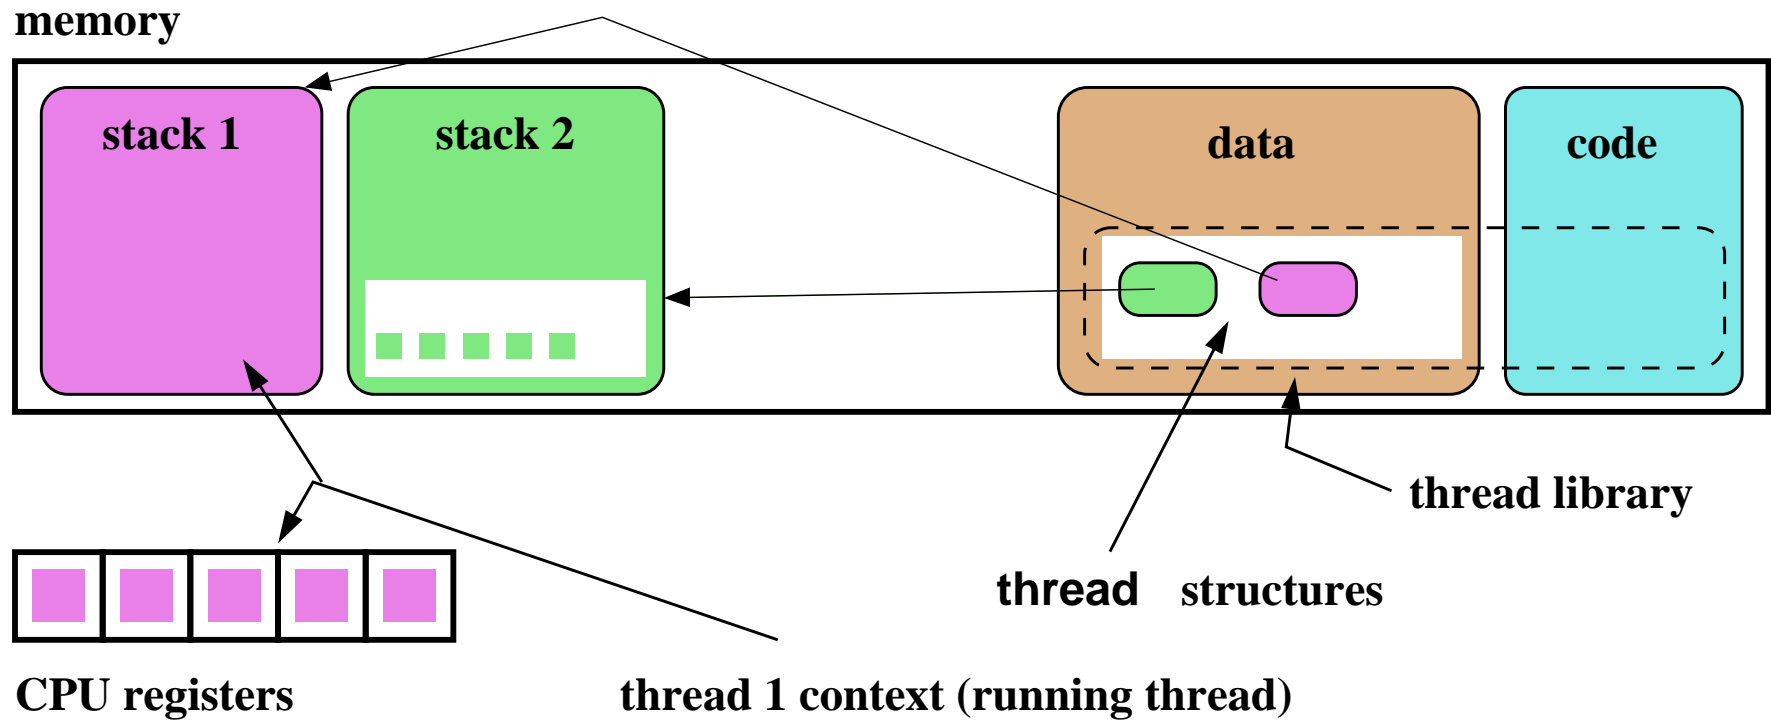 memory
stack 1
stack 2
data
code
thread library
thread structures
CPU registers
thread 1 context (running thread)